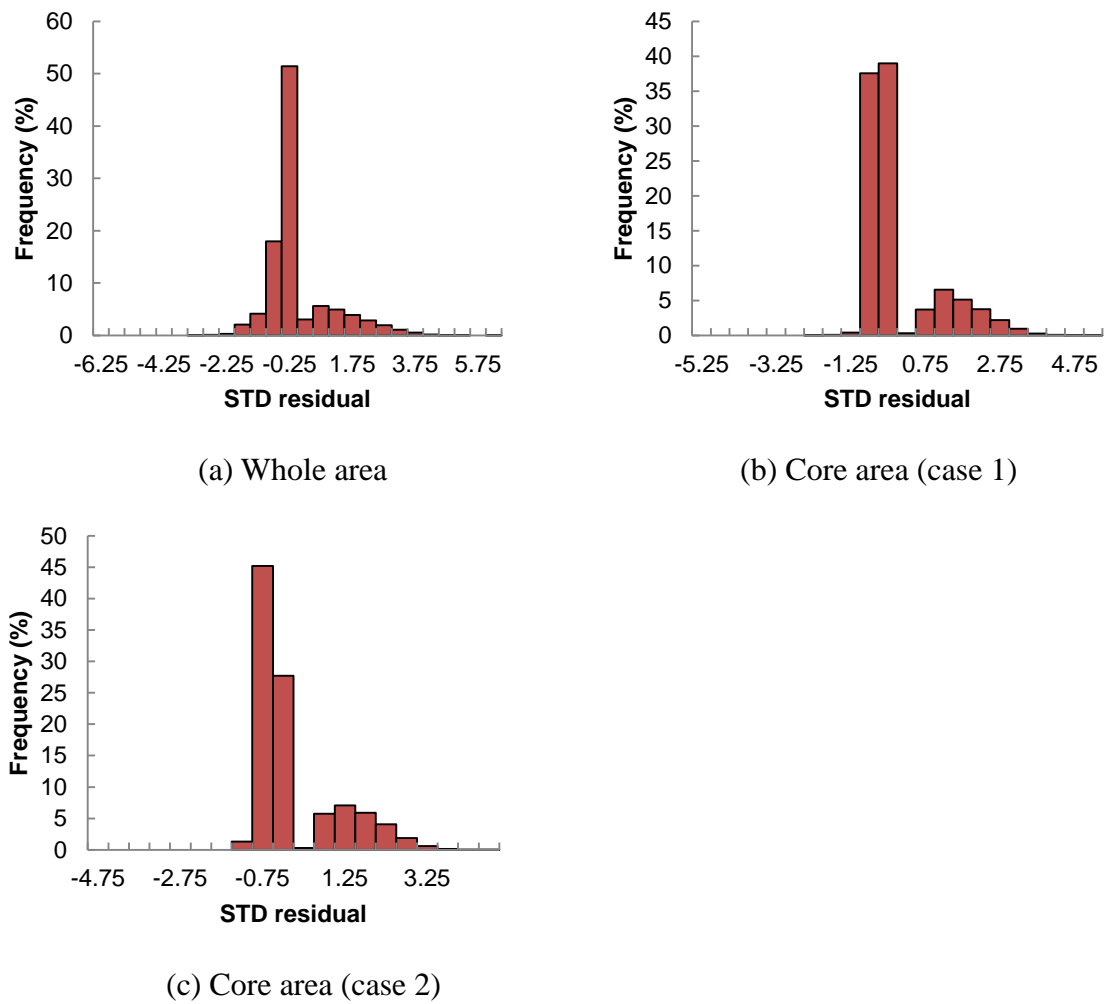 60
50
40
30
20
10
0
Frequency (%)
-6.25 -4.25 -2.25 -0.25 1.75 3.75 5.75
STD residual
(a) Whole area
45
40
35
30
25
20
15
10
5
0
Frequency (%)
-5.25 -3.25 -1.25 0.75 2.75 4.75
STD residual
(b) Core area (case 1)
50
45
40
35
30
25
20
15
10
5
0
Frequency (%)
-4.75 -2.75 -0.75 1.25 3.25
STD residual
(c) Core area (case 2)